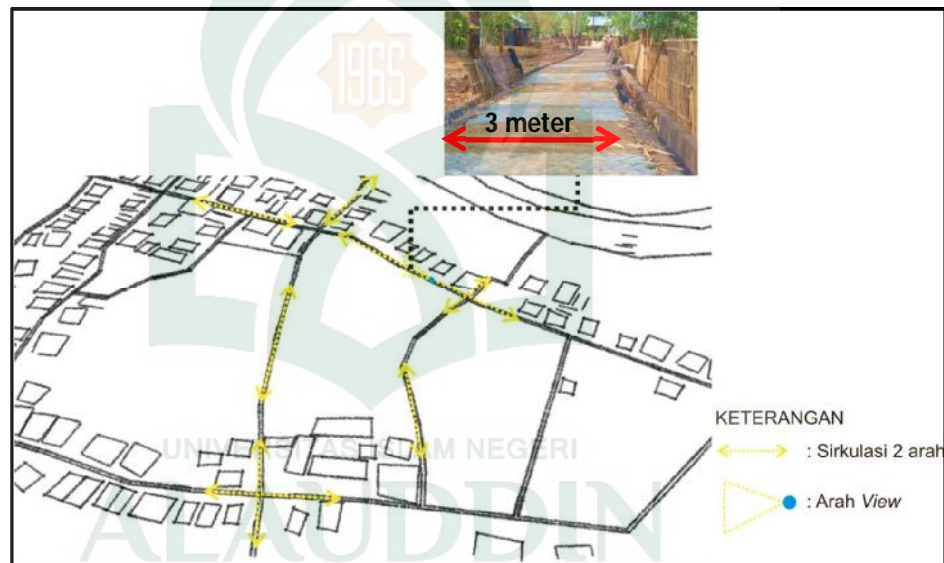 1965
3 meter
KETERANGAN
: Sirkulasi 2 arah
: Arah View
UNIVERSITAS ISLAM NEGERI
ALAUDDIN